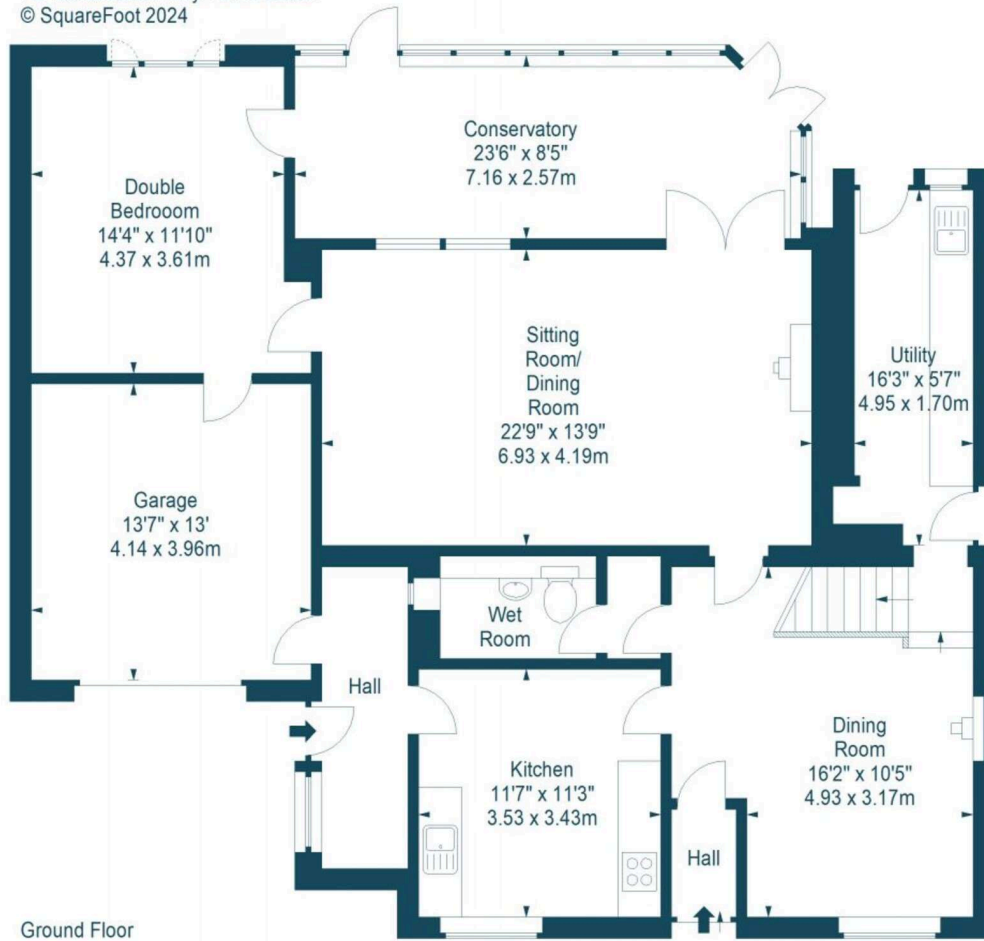 © SquareFoot 2024
Conservatory
23'6" x 8'5"
7.16 x 2.57m
Double
Bedrooom
14'4" x 11'10"
4.37 x 3.61m
Sitting
Room/
Dining
Room
22'9" x 13'9"
6.93 x 4.19m
Utility
16'3" x 5'7"
4.95 x 1.70m
Garage
13'7" x 13'
4.14 x 3.96m
Wet
Room
Hall
Kitchen
11'7" x 11'3"
3.53 x 3.43m
Dining
Room
16'2" x 10'5"
4.93 x 3.17m
Hall
Ground Floor